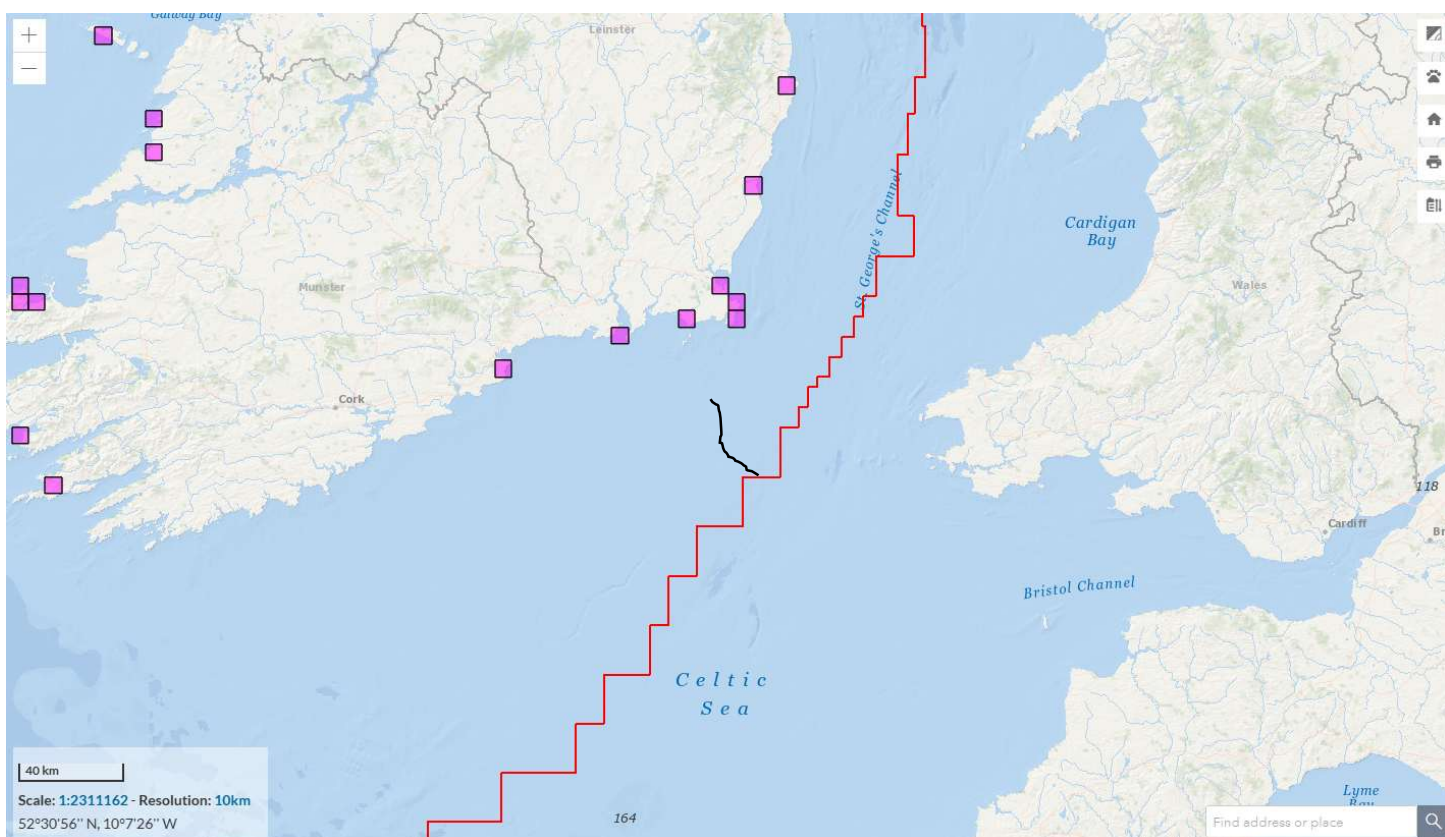 Galway Bay
+
−
Leinster
St. George's Channel
Cardigan
Bay
Munster
Wales
Cork
118
Cardiff
Br
Bristol Channel
Celtic
Sea
40 km
Scale: 1:2311162 - Resolution: 10km
52°30'56'' N, 10°7'26'' W
164
Lyme
Bay
Find address or place